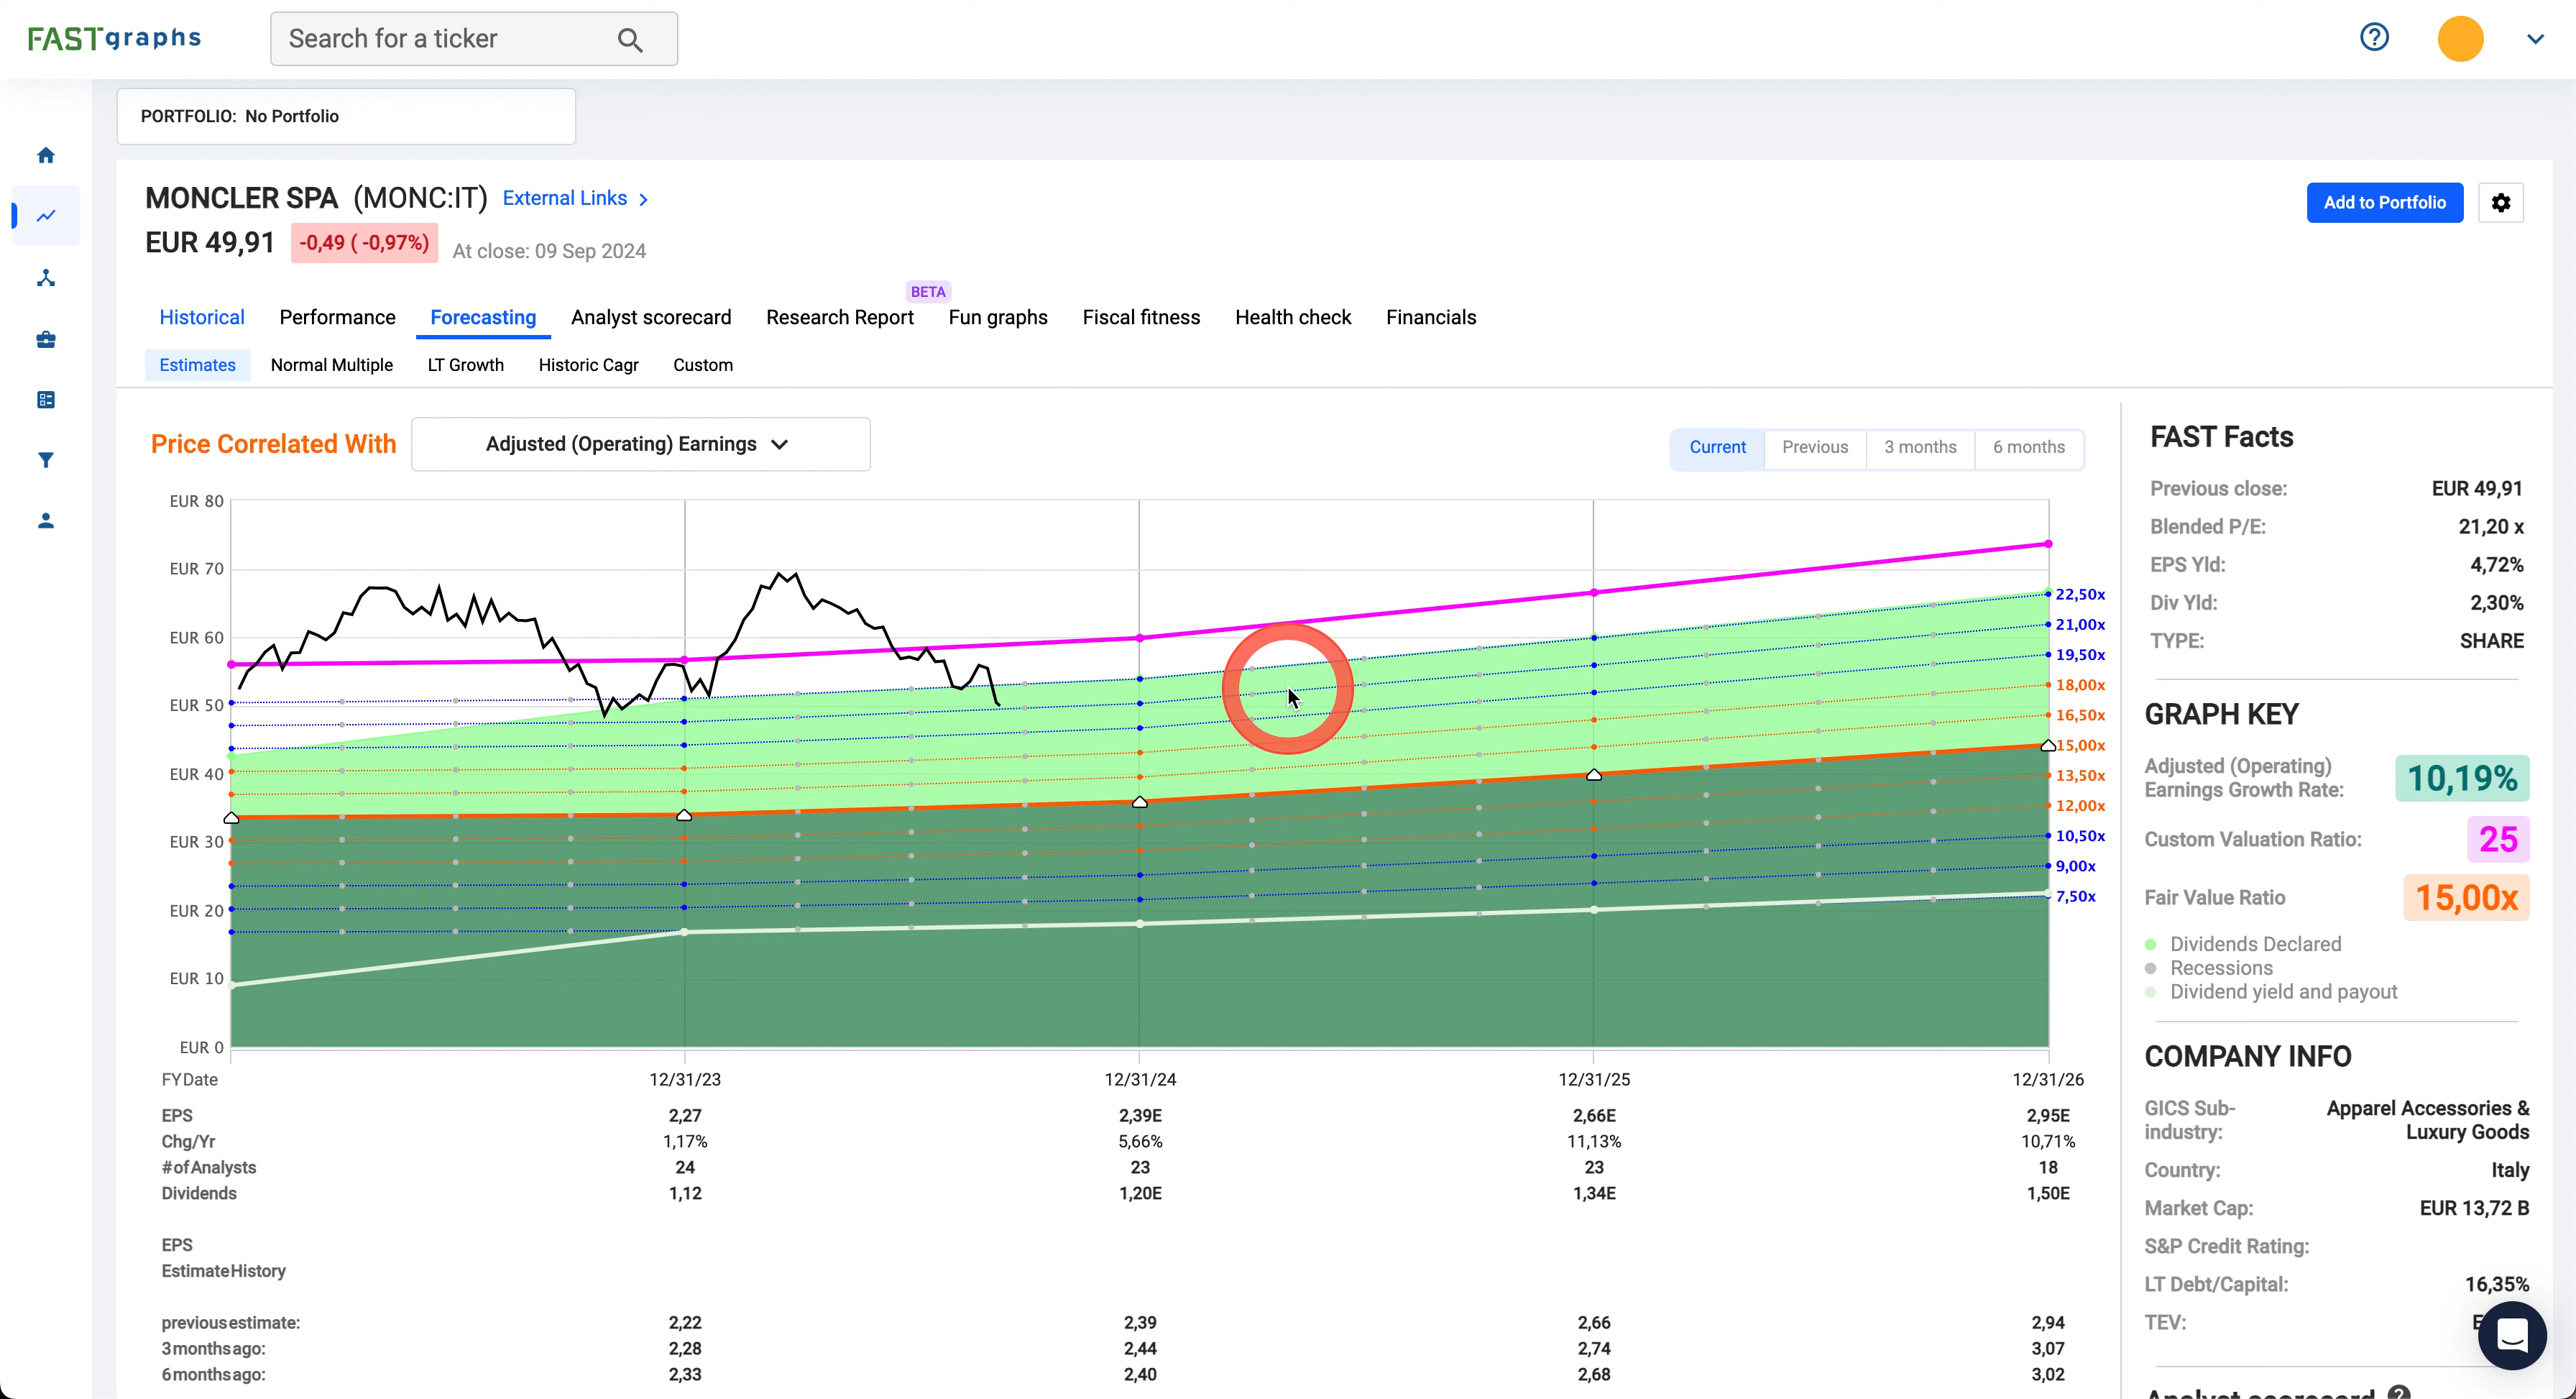 FASTgraphs
Search for a ticker
PORTFOLIO: No Portfolio
MONCLER SPA (MONC:IT) External Links
Add to Portfolio
EUR 49,91 -0,49 ( -0,97%) At close: 09 Sep 2024
BETA
Historical Performance Forecasting Analyst scorecard Research Report Fun graphs Fiscal fitness Health check Financials
Estimates Normal Multiple LT Growth Historic Cagr Custom
Price Correlated With Adjusted (Operating) Earnings
Current Previous 3 months 6 months
EUR 80
EUR 70
EUR 60
EUR 50
EUR 40
EUR 30
EUR 20
EUR 10
EUR 0
22,50x
21,00x
19,50x
18,00x
16,50x
15,00x
13,50x
12,00x
10,50x
9,00x
7,50x
FYDate 12/31/23 12/31/24 12/31/25 12/31/26
EPS 2,27 2,39E 2,66E 2,95E
Chg/Yr 1,17% 5,66% 11,13% 10,71%
#ofAnalysts 24 23 23 18
Dividends 1,12 1,20E 1,34E 1,50E
EPS
EstimateHistory
previousestimate: 2,22 2,39 2,66 2,94
3monthsago: 2,28 2,44 2,74 3,07
6monthsago: 2,33 2,40 2,68 3,02
FAST Facts
Previous close: EUR 49,91
Blended P/E: 21,20 x
EPS Yld: 4,72%
Div Yld: 2,30%
TYPE: SHARE
GRAPH KEY
Adjusted (Operating)
Earnings Growth Rate: 10,19%
Custom Valuation Ratio: 25
Fair Value Ratio 15,00x
Dividends Declared
Recessions
Dividend yield and payout
COMPANY INFO
GICS Sub-
industry: Apparel Accessories &
Luxury Goods
Country: Italy
Market Cap: EUR 13,72 B
S&P Credit Rating:
LT Debt/Capital: 16,35%
TEV:
Analyst scorecard